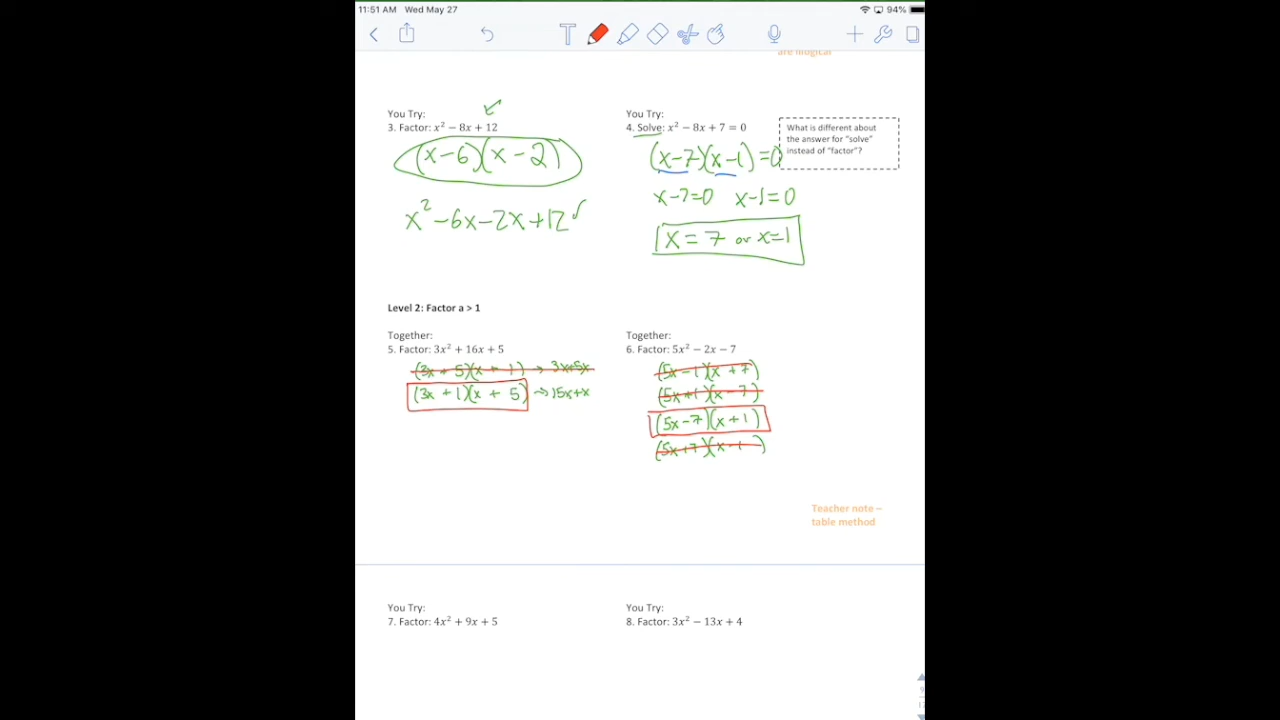 11:51 AM Wed May 27
94%
are magical
You Try:
3. Factor: x² − 8x + 12
(x − 6)(x − 2)
x² − 6x − 2x + 12
You Try:
4. Solve: x² − 8x + 7 = 0
(x − 7)(x − 1) = 0
x − 7 = 0 x − 1 = 0
x = 7 or x = 1
What is different about
the answer for "solve"
instead of "factor"?
Level 2: Factor a > 1
Together:
5. Factor: 3x² + 16x + 5
(3x + 5)(x + 1) → 3x+5x
(3x + 1)(x + 5) → 15x+x
Together:
6. Factor: 5x² − 2x − 7
(5x − 1)(x + 7)
(5x + 1)(x − 7)
(5x − 7)(x + 1)
(5x + 7)(x − 1)
Teacher note –
table method
You Try:
7. Factor: 4x² + 9x + 5
You Try:
8. Factor: 3x² − 13x + 4